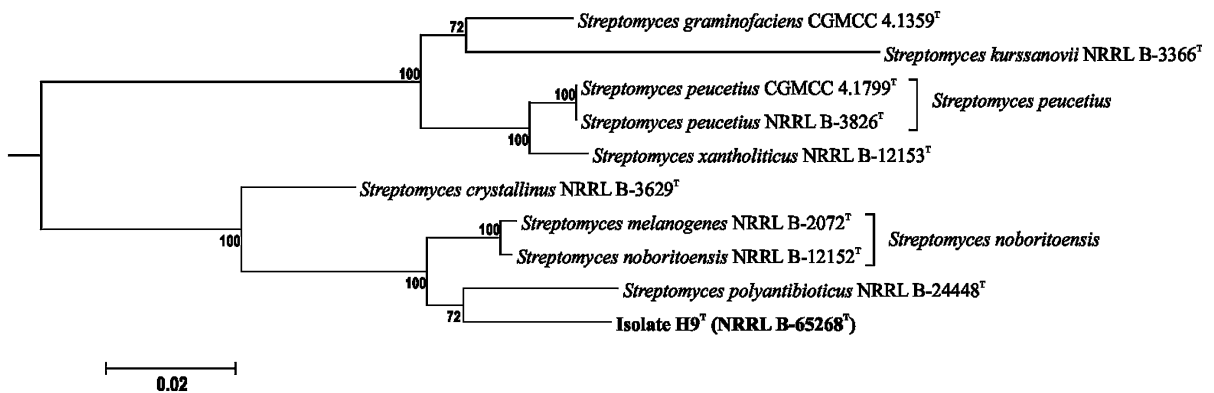 Streptomyces graminofaciens CGMCC 4.1359T
72
Streptomyces kurssanovii NRRL B-3366T
100
Streptomyces peucetius CGMCC 4.1799T
100
Streptomyces peucetius
Streptomyces peucetius NRRL B-3826T
100
Streptomyces xantholiticus NRRL B-12153T
Streptomyces crystallinus NRRL B-3629T
100
Streptomyces melanogenes NRRL B-2072T
100
Streptomyces noboritoensis
Streptomyces noboritoensis NRRL B-12152T
100
Streptomyces polyantibioticus NRRL B-24448T
72
Isolate H9T (NRRL B-65268T)
0.02